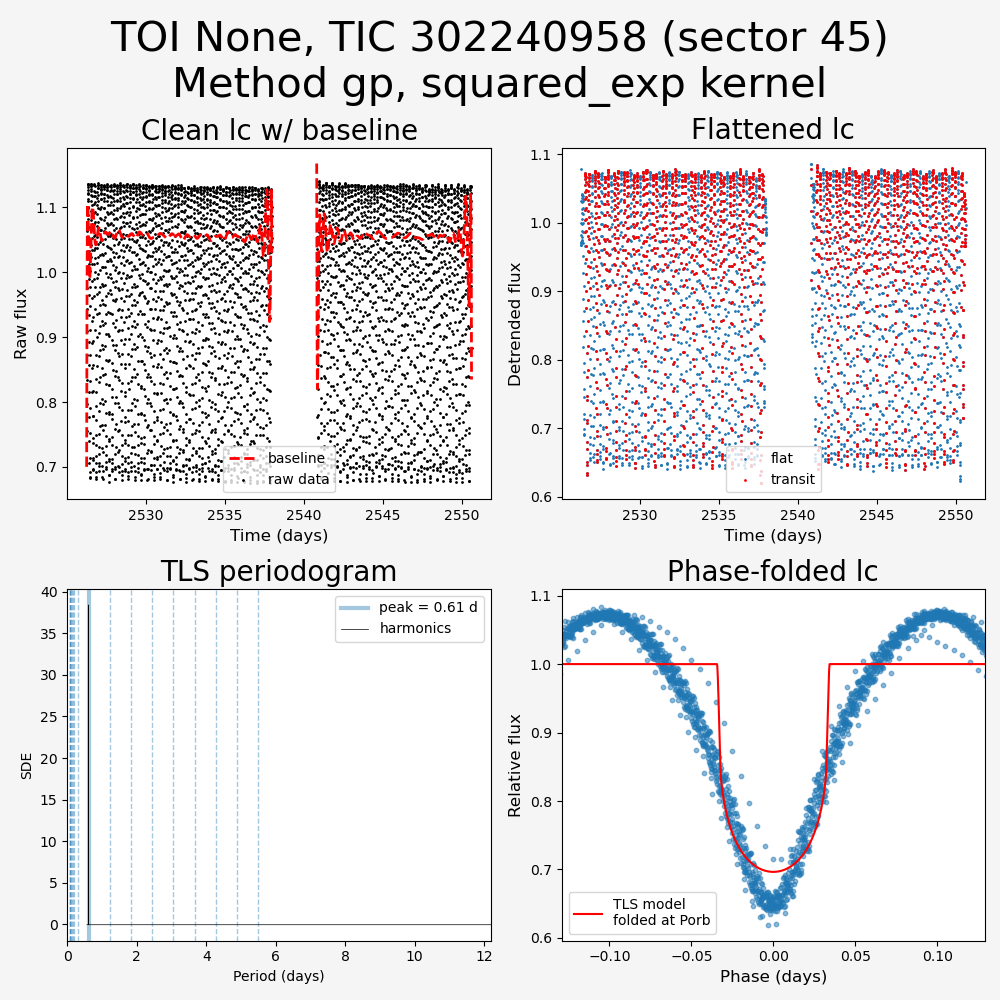 TOI None, TIC 302240958 (sector 45)
Method gp, squared_exp kernel
Clean lc w/ baseline
Raw flux
1.1
1.0
0.9
0.8
0.7
baseline
raw data
2530
2535
2540
2545
2550
Time (days)
Flattened lc
Detrended flux
1.1
1.0
0.9
0.8
0.7
0.6
flat
transit
2530
2535
2540
2545
2550
Time (days)
TLS periodogram
SDE
40
35
30
25
20
15
10
5
0
peak = 0.61 d
harmonics
0
2
4
6
8
10
12
Period (days)
Phase-folded lc
Relative flux
1.1
1.0
0.9
0.8
0.7
0.6
TLS model
folded at Porb
−0.10
−0.05
0.00
0.05
0.10
Phase (days)